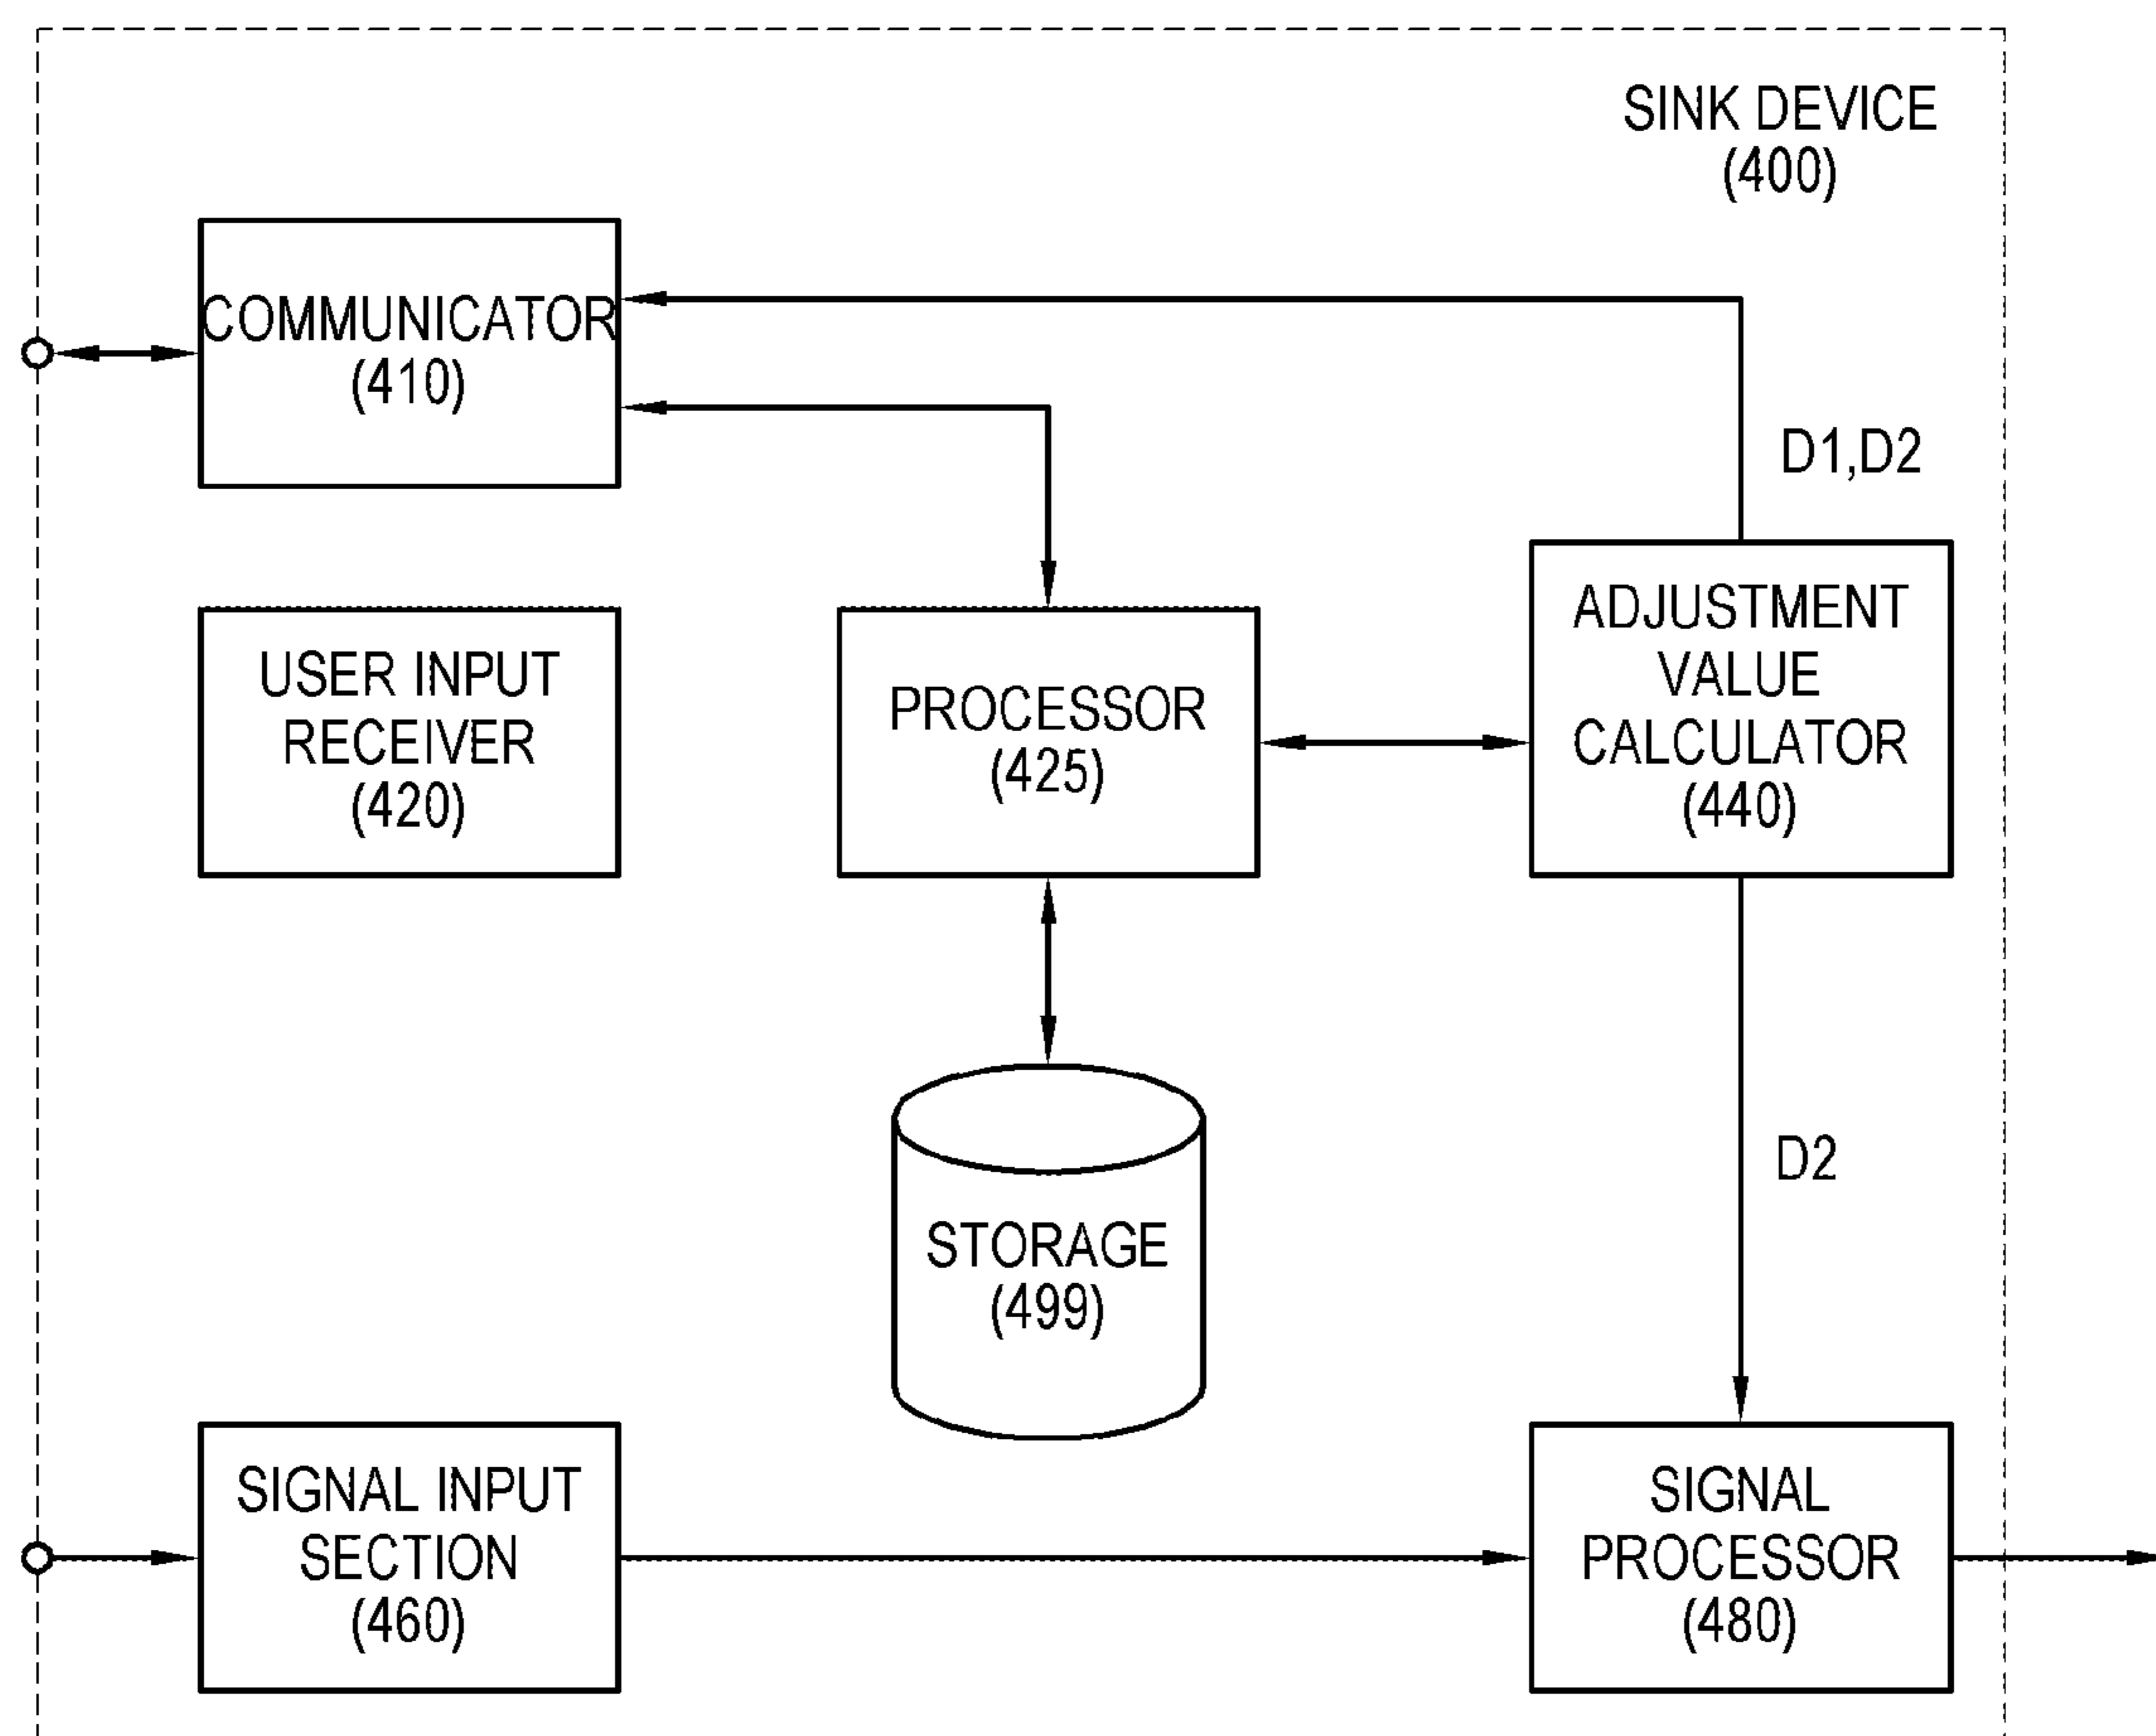 SINK DEVICE
(400)
COMMUNICATOR
(410)
D1,D2
USER INPUT
RECEIVER
(420)
PROCESSOR
(425)
ADJUSTMENT
VALUE
CALCULATOR
(440)
D2
STORAGE
(499)
SIGNAL INPUT
SECTION
(460)
SIGNAL
PROCESSOR
(480)